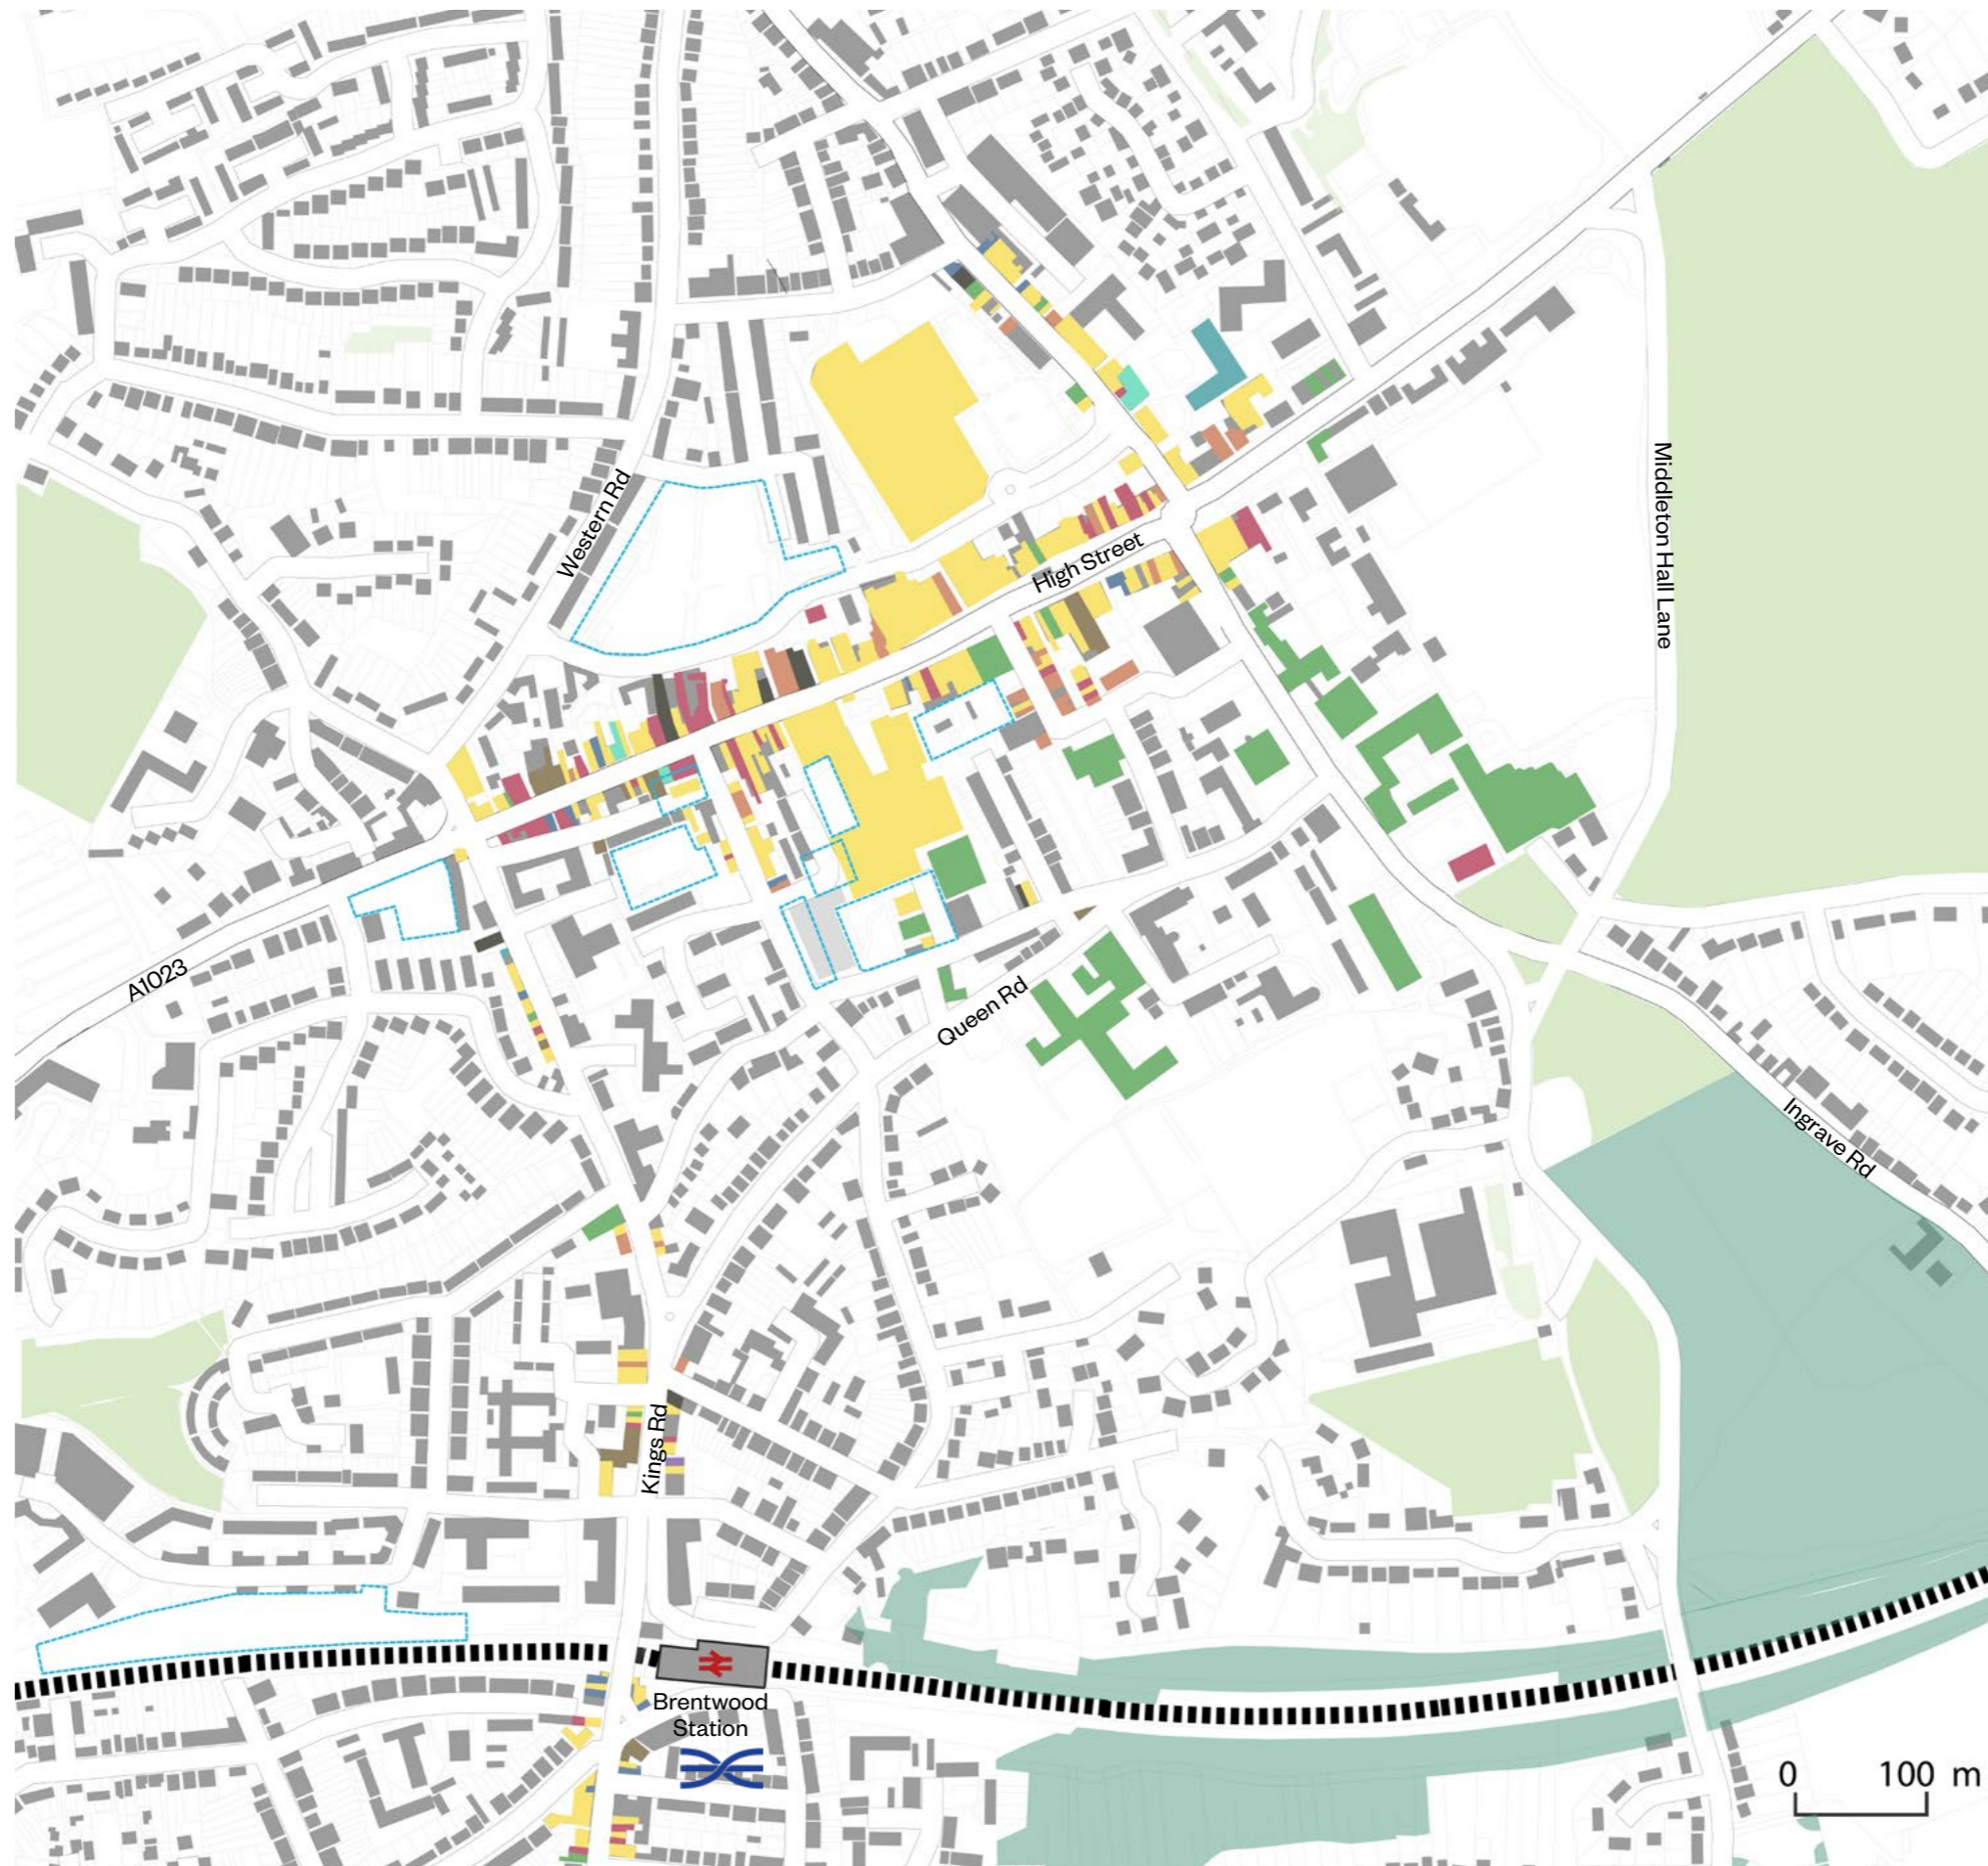 Western Rd
High Street
Middleton Hall Lane
A1023
Queen Rd
Ingrave Rd
Kings Rd
Brentwood
Station
0 100 m